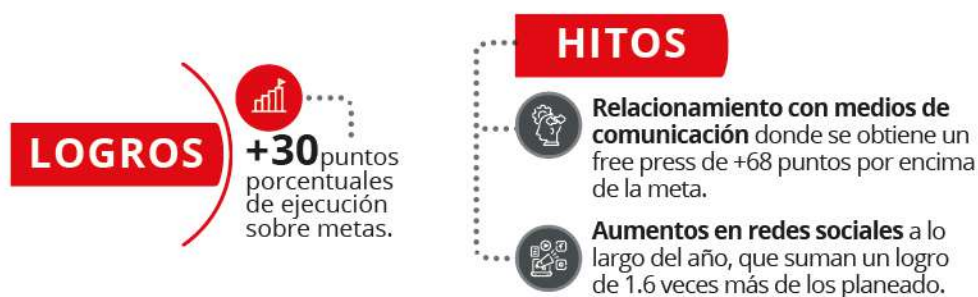 LOGROS
+30 puntos
porcentuales
de ejecución
sobre metas.
HITOS
Relacionamiento con medios de
comunicación donde se obtiene un
free press de +68 puntos por encima
de la meta.
Aumentos en redes sociales a lo
largo del año, que suman un logro
de 1.6 veces más de los planeado.